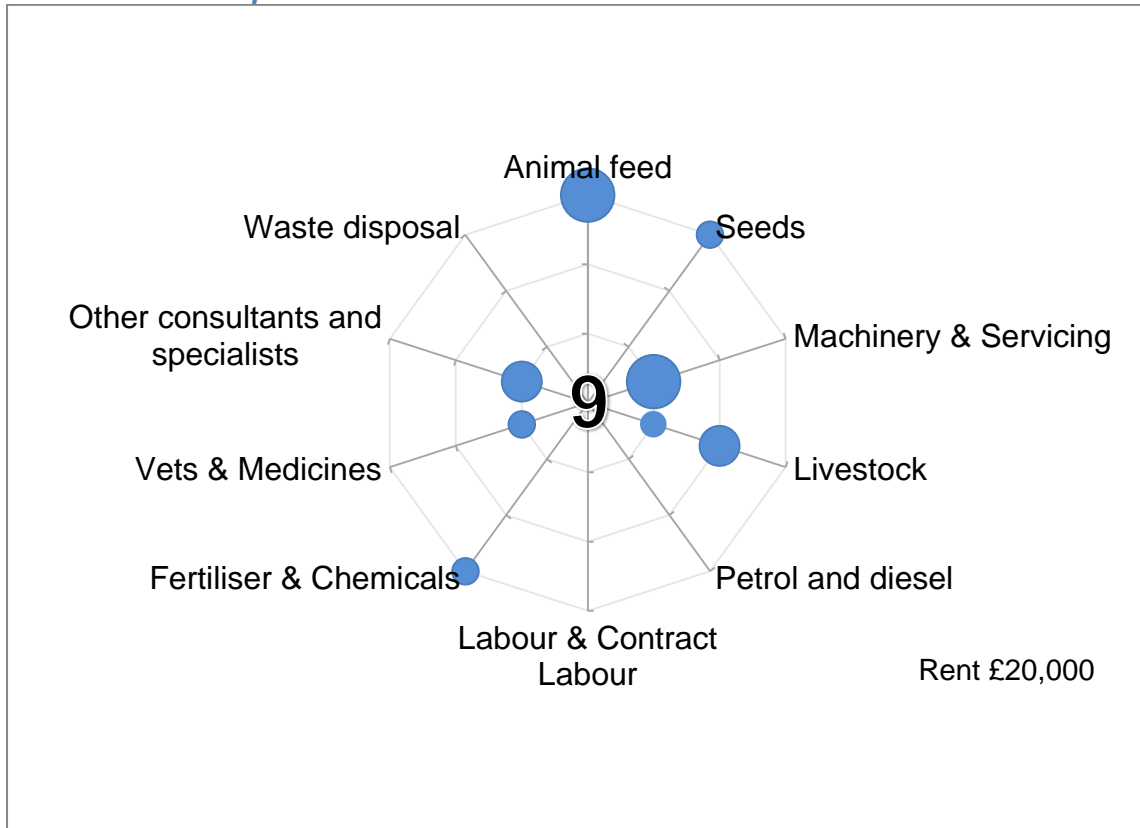 Animal feed
Waste disposal
Seeds
Other consultants and
specialists
Machinery & Servicing
9
Vets & Medicines
Livestock
Fertiliser & Chemicals
Petrol and diesel
Labour & Contract
Labour
Rent £20,000